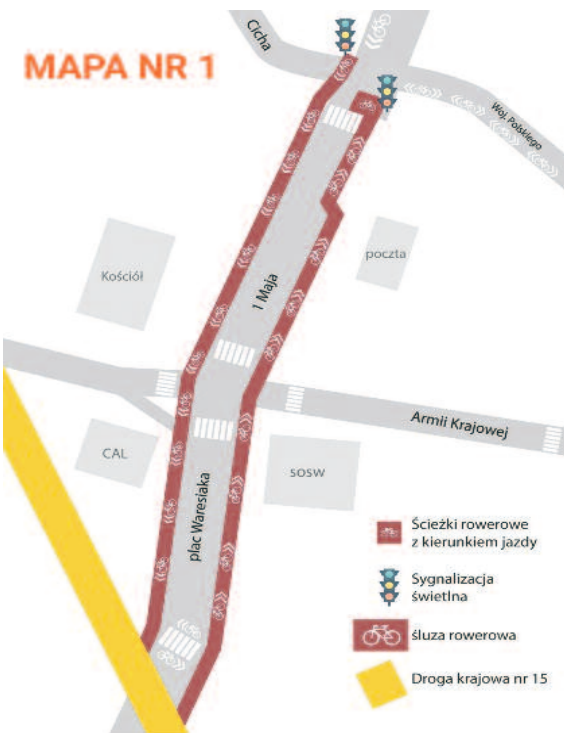 MAPA NR 1
Cicha
Woj. Polskiego
Kościół
poczta
1 Maja
Armii Krajowej
CAL
SOSW
plac Waresiaka
Ścieżki rowerowe
z kierunkiem jazdy
Sygnalizacja
świetlna
śluza rowerowa
Droga krajowa nr 15